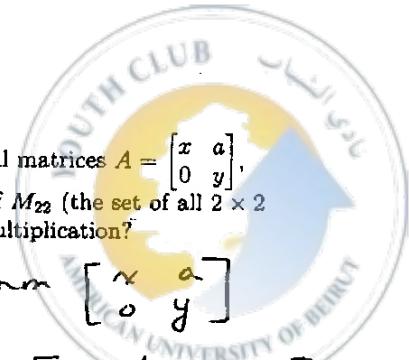 YOUTH CLUB نادي الشباب
l matrices A = [x a
0 y],
f M₂₂ (the set of all 2 × 2
ultiplication?
[x a
0 y]
AMERICAN UNIVERSITY OF BEIRUT